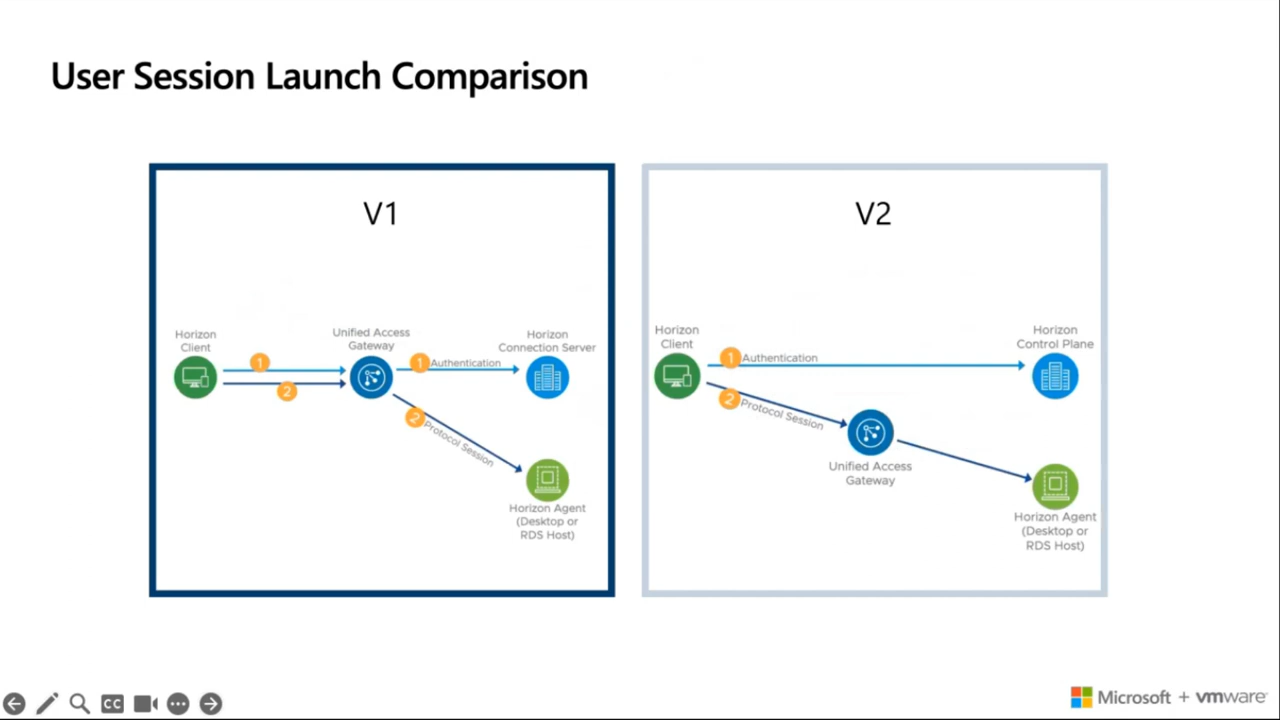 User Session Launch Comparison
V1
Horizon
Client
1
2
Unified Access
Gateway
1 Authentication
Horizon
Connection Server
2 Protocol Session
Horizon Agent
(Desktop or
RDS Host)
V2
Horizon
Client
1 Authentication
Horizon
Control Plane
2 Protocol Session
Unified Access
Gateway
Horizon Agent
(Desktop or
RDS Host)
CC
Microsoft + vmware